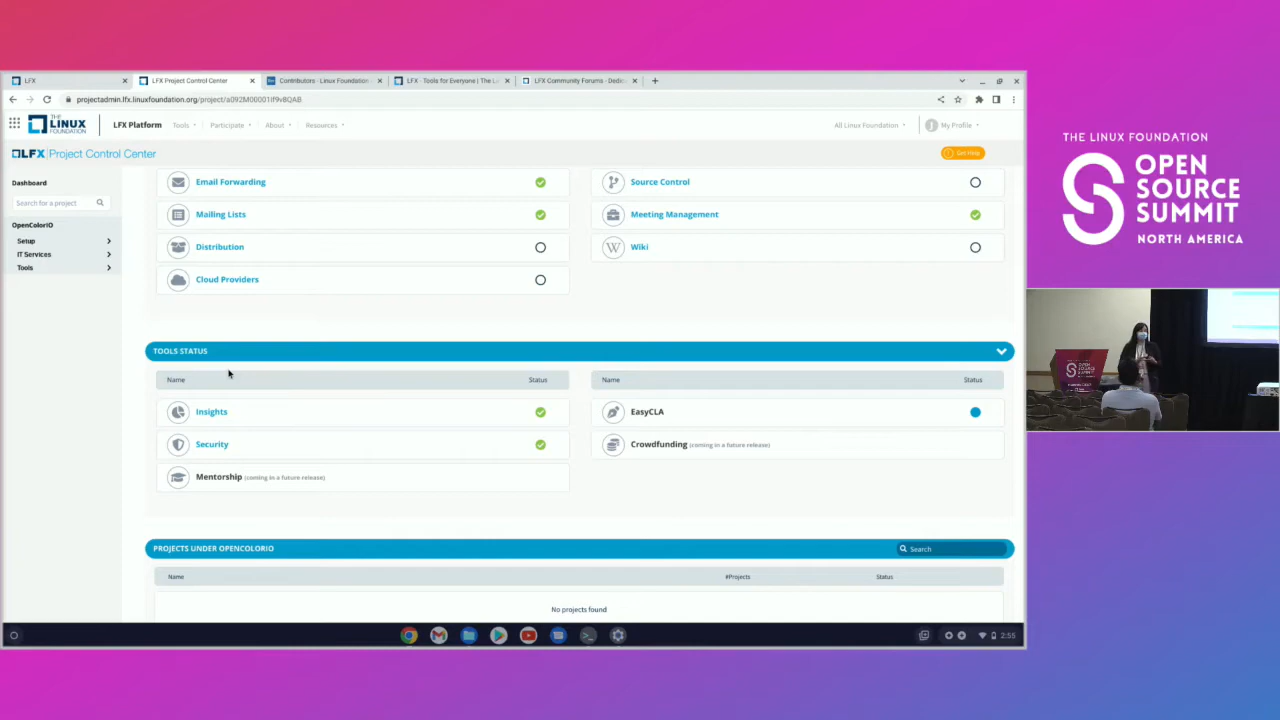 LFX
LFX Project Control Center
Contributors - Linux Foundation
LFX - Tools for Everyone | The Li
LFX Community Forums - Dedic
projectadmin.lfx.linuxfoundation.org/project/a092M00001If9v8QAB
THE
LINUX
FOUNDATION
LFX Platform
Tools
Participate
About
Resources
All Linux Foundation
My Profile
LFX Project Control Center
Get Help
Dashboard
Search for a project
OpenColorIO
Setup
IT Services
Tools
Email Forwarding
Source Control
Mailing Lists
Meeting Management
Distribution
Wiki
Cloud Providers
TOOLS STATUS
Name
Status
Name
Status
Insights
EasyCLA
Security
Crowdfunding (coming in a future release)
Mentorship (coming in a future release)
PROJECTS UNDER OPENCOLORIO
Search
Name
#Projects
Status
No projects found
2:55
THE LINUX FOUNDATION
OPEN
SOURCE
SUMMIT
NORTH AMERICA